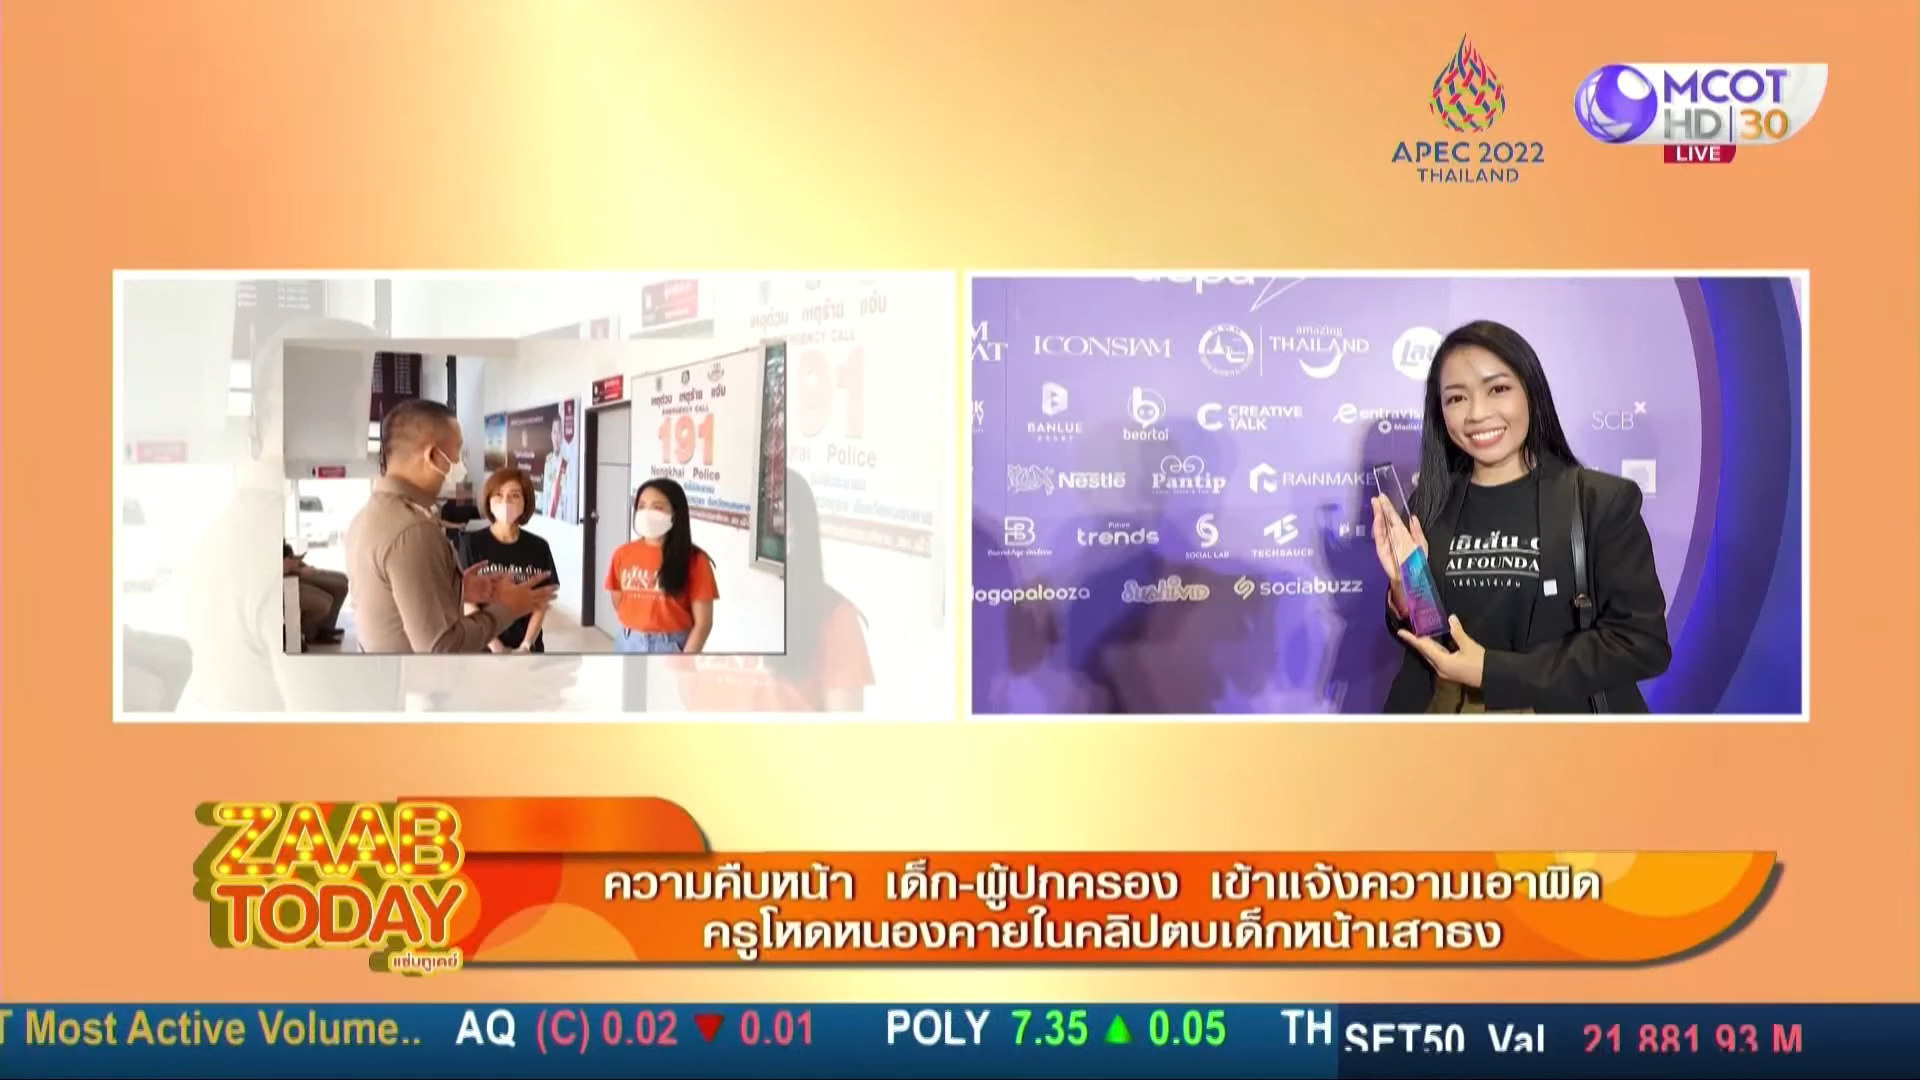 APEC 2022
THAILAND
MCOT
HD 30
LIVE
เหตุด่วน เหตุร้าย แจ้ง
EMERGENCY CALL
191
Nongkhai Police
ICONSIAM
amazing
THAILAND
BANLUE
beartai
CREATIVE
TALK
SCBX
Nestlē
Pantip
Future
trends
SOCIAL LAB
TECHSAUCE
sociabuzz
ZAAB
TODAY
แซ่บทูเดย์
ความคืบหน้า เด็ก-ผู้ปกครอง เข้าแจ้งความเอาผิด
ครูโหดหนองคายในคลิปตบเด็กหน้าเสาธง
T Most Active Volume.. AQ (C) 0.02 ▼ 0.01 POLY 7.35 ▲ 0.05 TH
SET50 Val 21,881.93 M